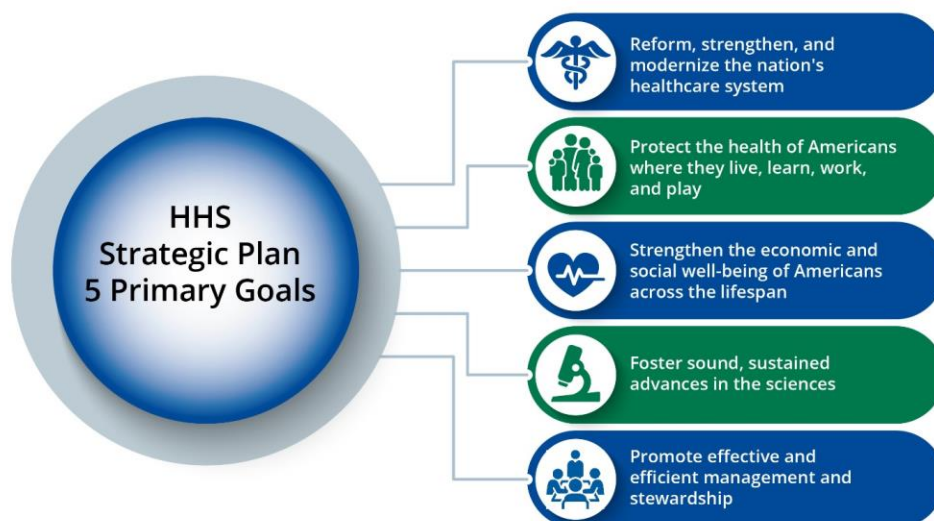 HHS
Strategic Plan
5 Primary Goals
Reform, strengthen, and
modernize the nation's
healthcare system
Protect the health of Americans
where they live, learn, work,
and play
Strengthen the economic and
social well-being of Americans
across the lifespan
Foster sound, sustained
advances in the sciences
Promote effective and
efficient management and
stewardship